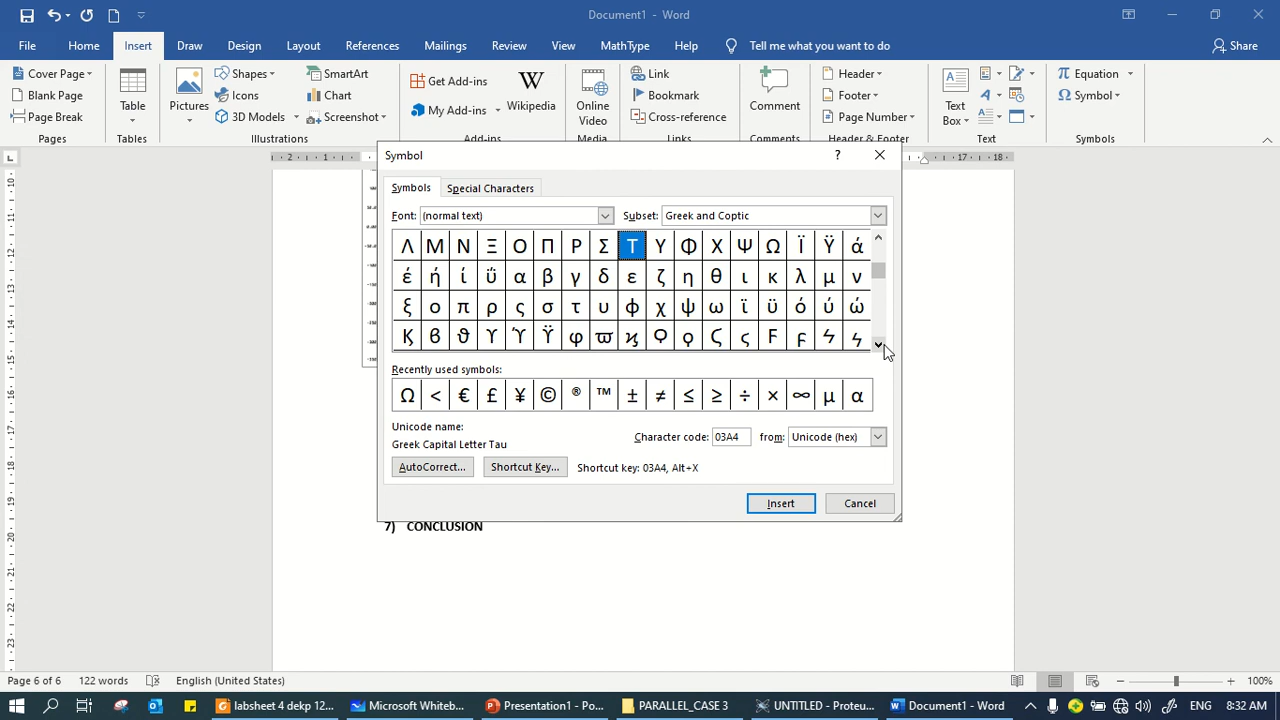 Document1 - Word
File Home Insert Draw Design Layout References Mailings Review View MathType Help Tell me what you want to do Share
Cover Page
Blank Page
Page Break
Pages
Table
Pictures
Shapes
Icons
3D Models
SmartArt
Chart
Screenshot
Illustrations
Get Add-ins
My Add-ins
Wikipedia
Add-ins
Online
Video
Media
Link
Bookmark
Cross-reference
Links
Comment
Comments
Header
Footer
Page Number
Header & Footer
Text
Box
Text
Equation
Symbol
Symbols
Symbol
Symbols Special Characters
Font: (normal text) Subset: Greek and Coptic
Λ Μ Ν Ξ Ο Π Ρ Σ Τ Υ Φ Χ Ψ Ω Ϊ Ϋ ά
έ ή ί ΰ α β γ δ ε ζ η θ ι κ λ μ ν
ξ ο π ρ ς σ τ υ φ χ ψ ω ϊ ϋ ό ύ ώ
Ϗ ϐ ϑ ϒ ϓ ϔ ϕ ϖ ϗ Ϙ ϙ Ϛ ϛ Ϝ ϝ Ϟ ϟ
Recently used symbols:
Ω < € £ ¥ © ® ™ ± ≠ ≤ ≥ ÷ × ∞ µ α
Unicode name:
Greek Capital Letter Tau
Character code: 03A4 from: Unicode (hex)
AutoCorrect... Shortcut Key... Shortcut key: 03A4, Alt+X
Insert Cancel
7) CONCLUSION
Page 6 of 6 122 words English (United States) 100%
labsheet 4 dekp 12... Microsoft Whiteb... Presentation1 - Po... PARALLEL_CASE 3 UNTITLED - Proteu... Document1 - Word ENG 8:32 AM